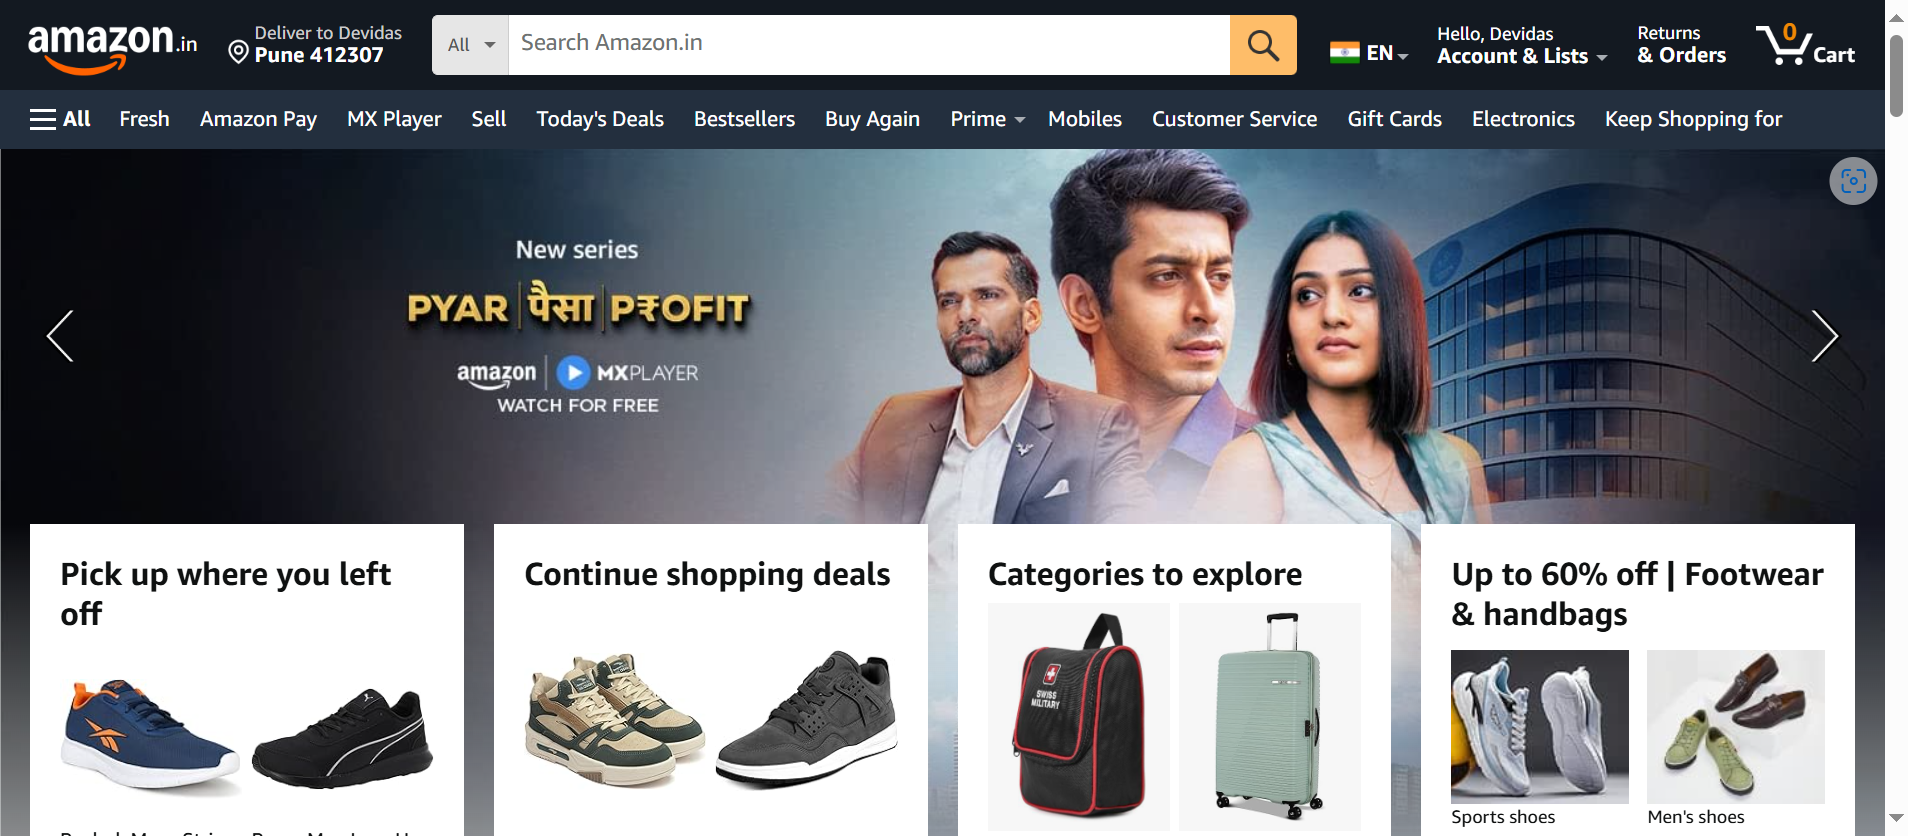 amazon.in
Deliver to Devidas
Pune 412307
All
Search Amazon.in
EN
Hello, Devidas
Account & Lists
Returns
& Orders
0
Cart
All
Fresh
Amazon Pay
MX Player
Sell
Today's Deals
Bestsellers
Buy Again
Prime
Mobiles
Customer Service
Gift Cards
Electronics
Keep Shopping for
New series
PYAR पैसा P₹OFIT
amazon MXPLAYER
WATCH FOR FREE
Pick up where you left
off
Continue shopping deals
Categories to explore
SWISS
MILITARY
Up to 60% off | Footwear
& handbags
Sports shoes
Men's shoes